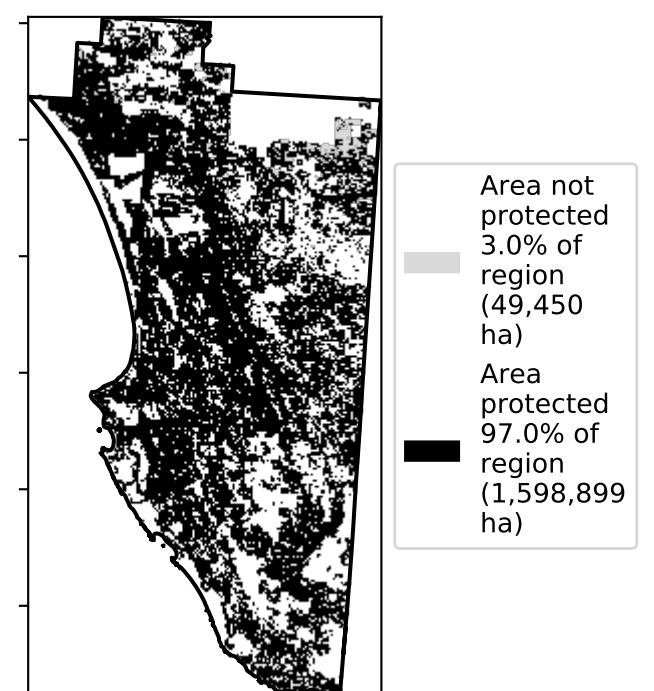 Area not
protected
3.0% of
region
(49,450
ha)
Area
protected
97.0% of
region
(1,598,899
ha)